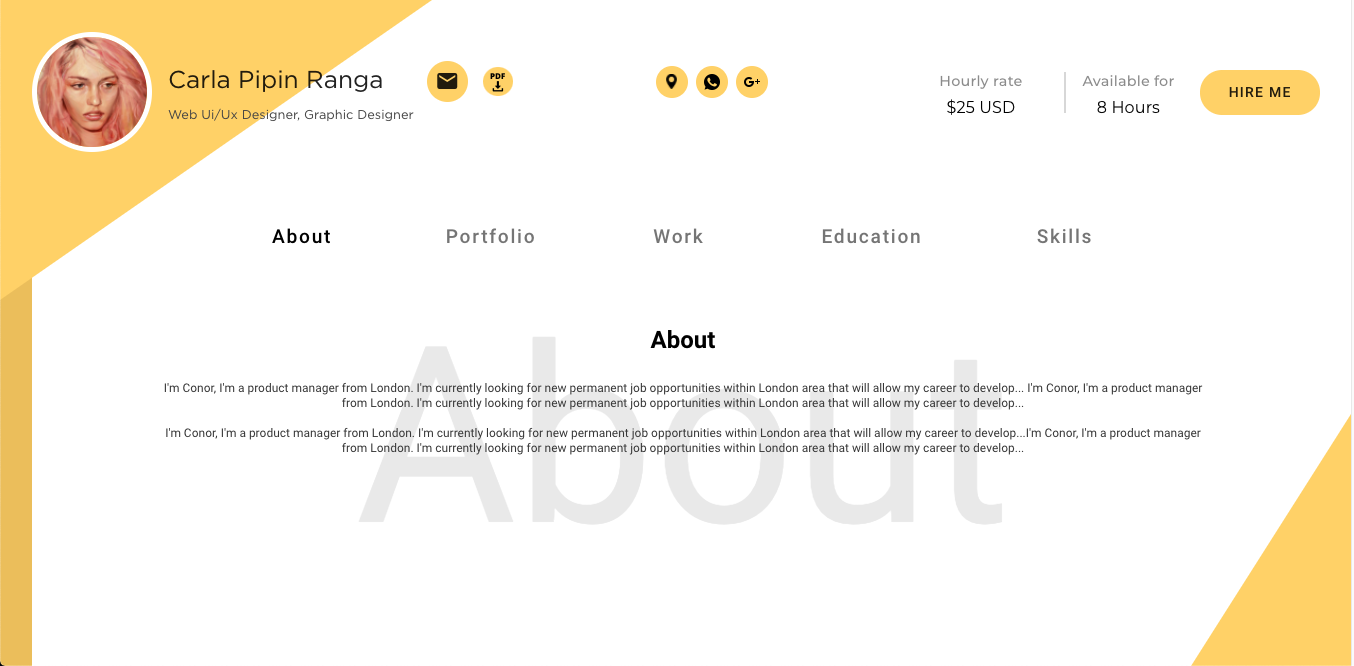 Carla Pipin Ranga
Web Ui/Ux Designer, Graphic Designer
PDF
G+
Hourly rate
$25 USD
Available for
8 Hours
HIRE ME
About
Portfolio
Work
Education
Skills
About
About
I'm Conor, I'm a product manager from London. I'm currently looking for new permanent job opportunities within London area that will allow my career to develop... I'm Conor, I'm a product manager
from London. I'm currently looking for new permanent job opportunities within London area that will allow my career to develop...
I'm Conor, I'm a product manager from London. I'm currently looking for new permanent job opportunities within London area that will allow my career to develop...I'm Conor, I'm a product manager
from London. I'm currently looking for new permanent job opportunities within London area that will allow my career to develop...